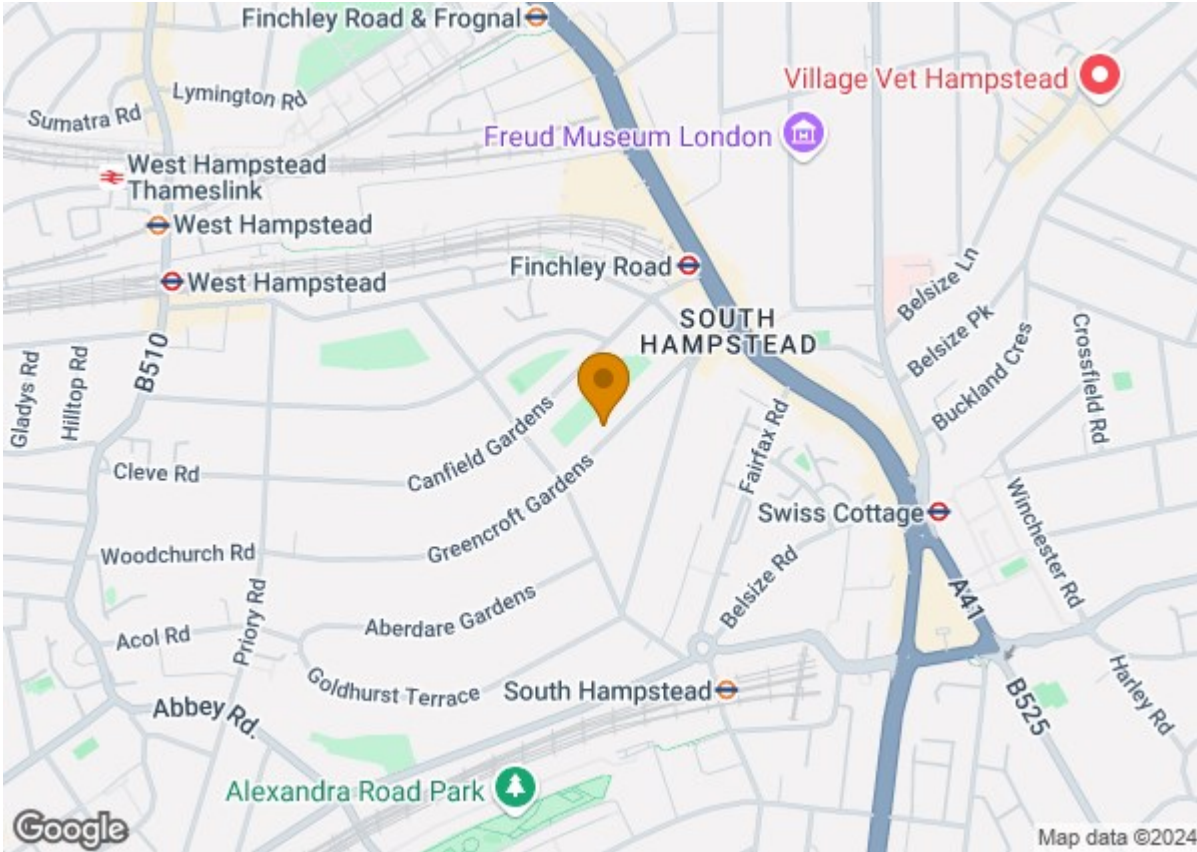 Finchley Road & Frognal
Village Vet Hampstead
Lymington Rd
Sumatra Rd
Freud Museum London
West Hampstead
Thameslink
West Hampstead
Finchley Road
West Hampstead
Belsize Ln
SOUTH
HAMPSTEAD
Belsize Pk
Crossfield Rd
Buckland Cres
Gladys Rd
Hilltop Rd
B510
Fairfax Rd
Canfield Gardens
Cleve Rd
Greencroft Gardens
Swiss Cottage
Winchester Rd
Woodchurch Rd
Belsize Rd
A41
Priory Rd
Aberdare Gardens
Acol Rd
Goldhurst Terrace
South Hampstead
Harley Rd
Abbey Rd.
B525
Alexandra Road Park
Google
Map data ©2024